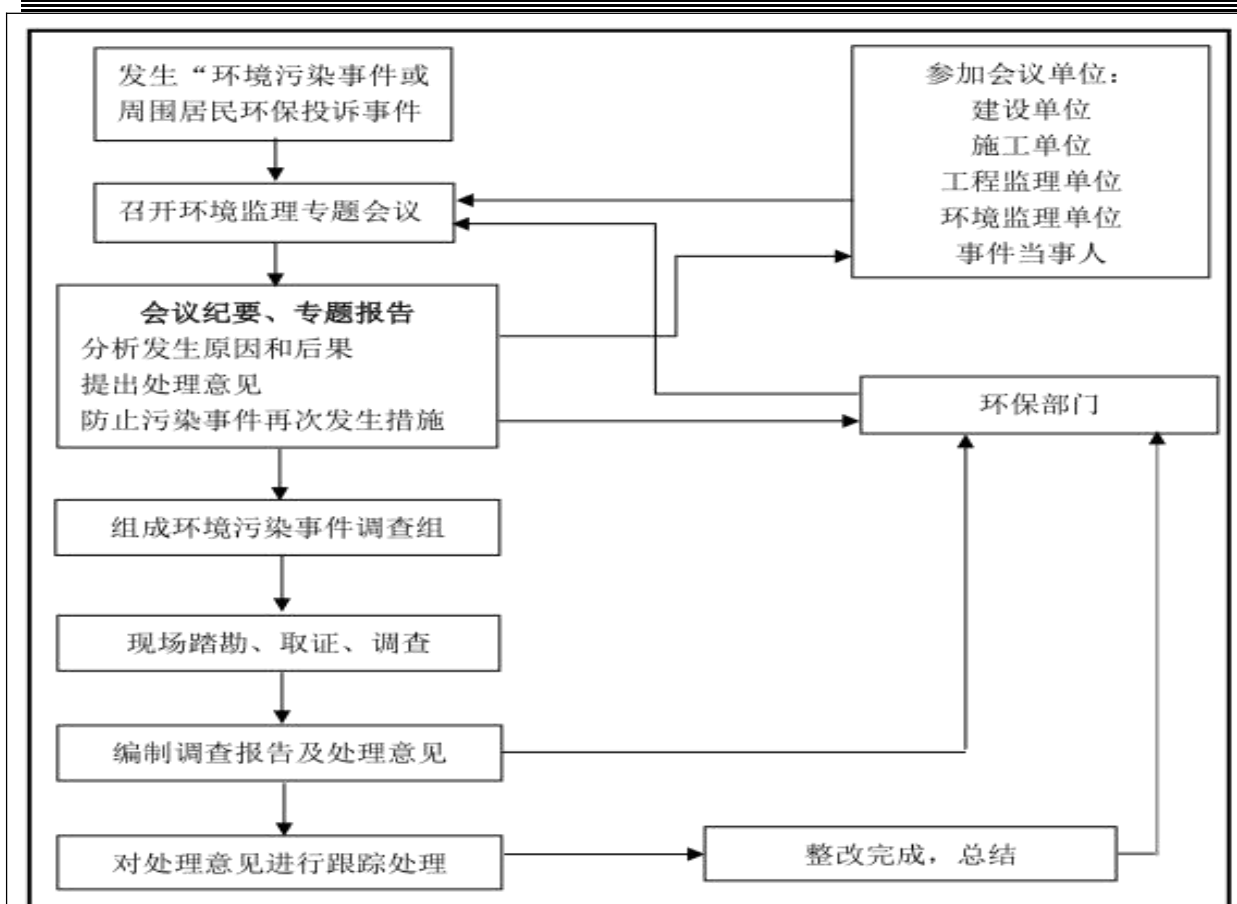 发生“环境污染事件或
周围居民环保投诉事件
召开环境监理专题会议
会议纪要、专题报告
分析发生原因和后果
提出处理意见
防止污染事件再次发生措施
组成环境污染事件调查组
现场踏勘、取证、调查
编制调查报告及处理意见
对处理意见进行跟踪处理
参加会议单位：
建设单位
施工单位
工程监理单位
环境监理单位
事件当事人
环保部门
整改完成，总结